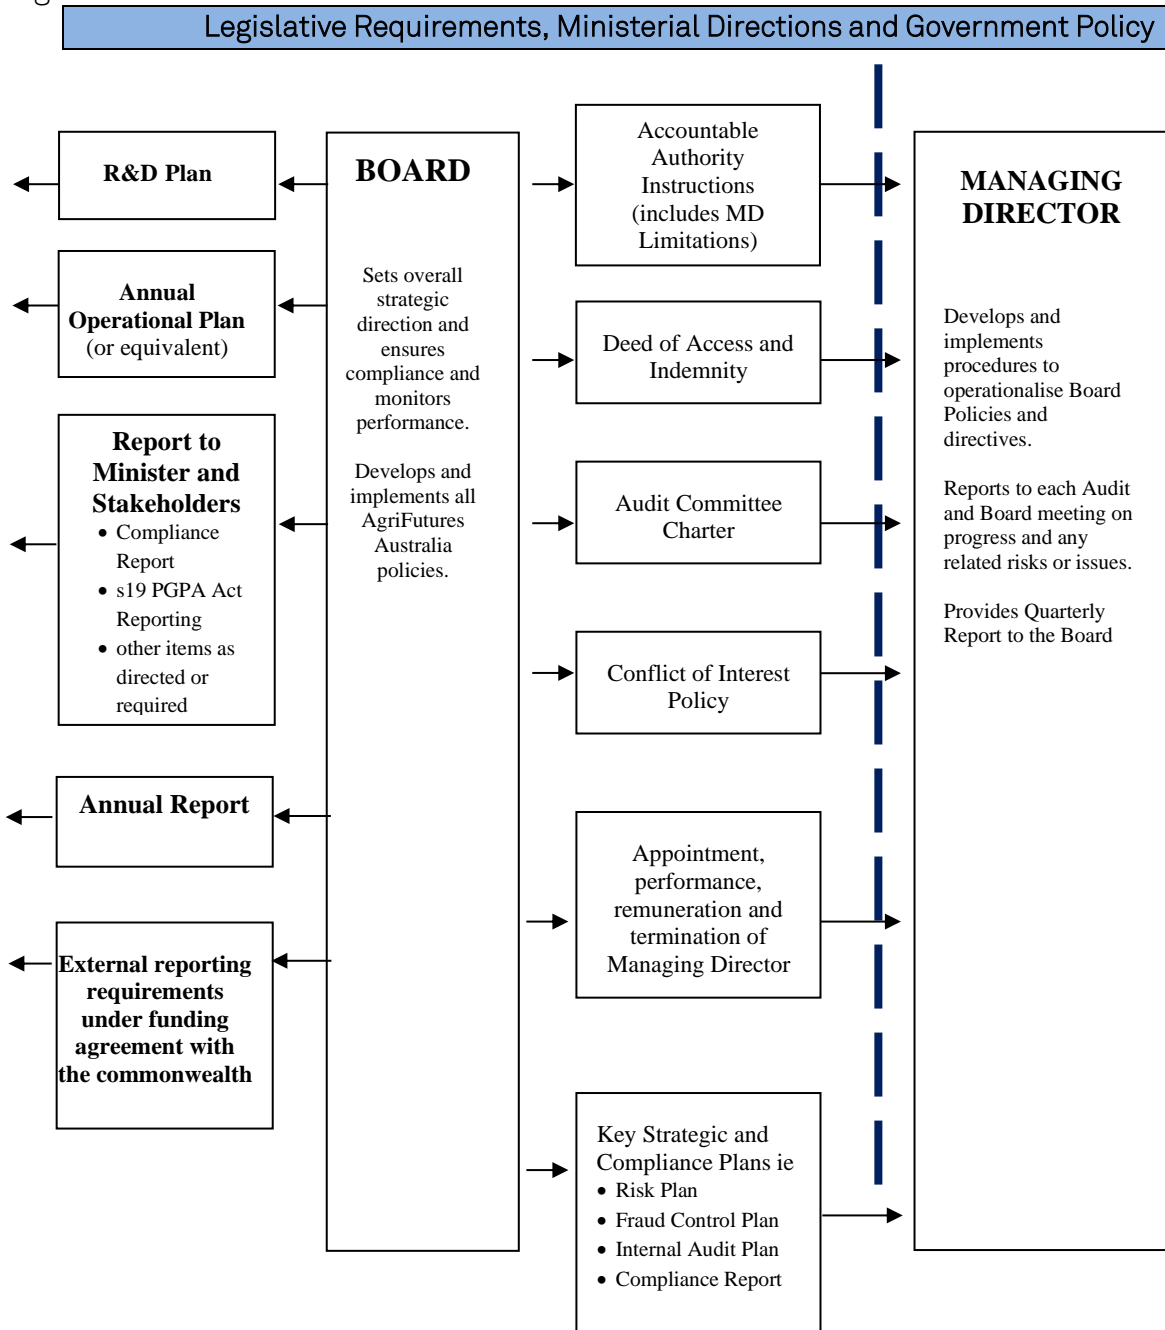 Legislative Requirements, Ministerial Directions and Government Policy
R&D Plan
Annual
Operational Plan
(or equivalent)
Report to
Minister and
Stakeholders
• Compliance
Report
• s19 PGPA Act
Reporting
• other items as
directed or
required
Annual Report
External reporting
requirements
under funding
agreement with
the commonwealth
BOARD
Sets overall
strategic
direction and
ensures
compliance and
monitors
performance.
Develops and
implements all
AgriFutures
Australia
policies.
Accountable
Authority
Instructions
(includes MD
Limitations)
Deed of Access and
Indemnity
Audit Committee
Charter
Conflict of Interest
Policy
Appointment,
performance,
remuneration and
termination of
Managing Director
Key Strategic and
Compliance Plans ie
• Risk Plan
• Fraud Control Plan
• Internal Audit Plan
• Compliance Report
MANAGING
DIRECTOR
Develops and
implements
procedures to
operationalise Board
Policies and
directives.
Reports to each Audit
and Board meeting on
progress and any
related risks or issues.
Provides Quarterly
Report to the Board